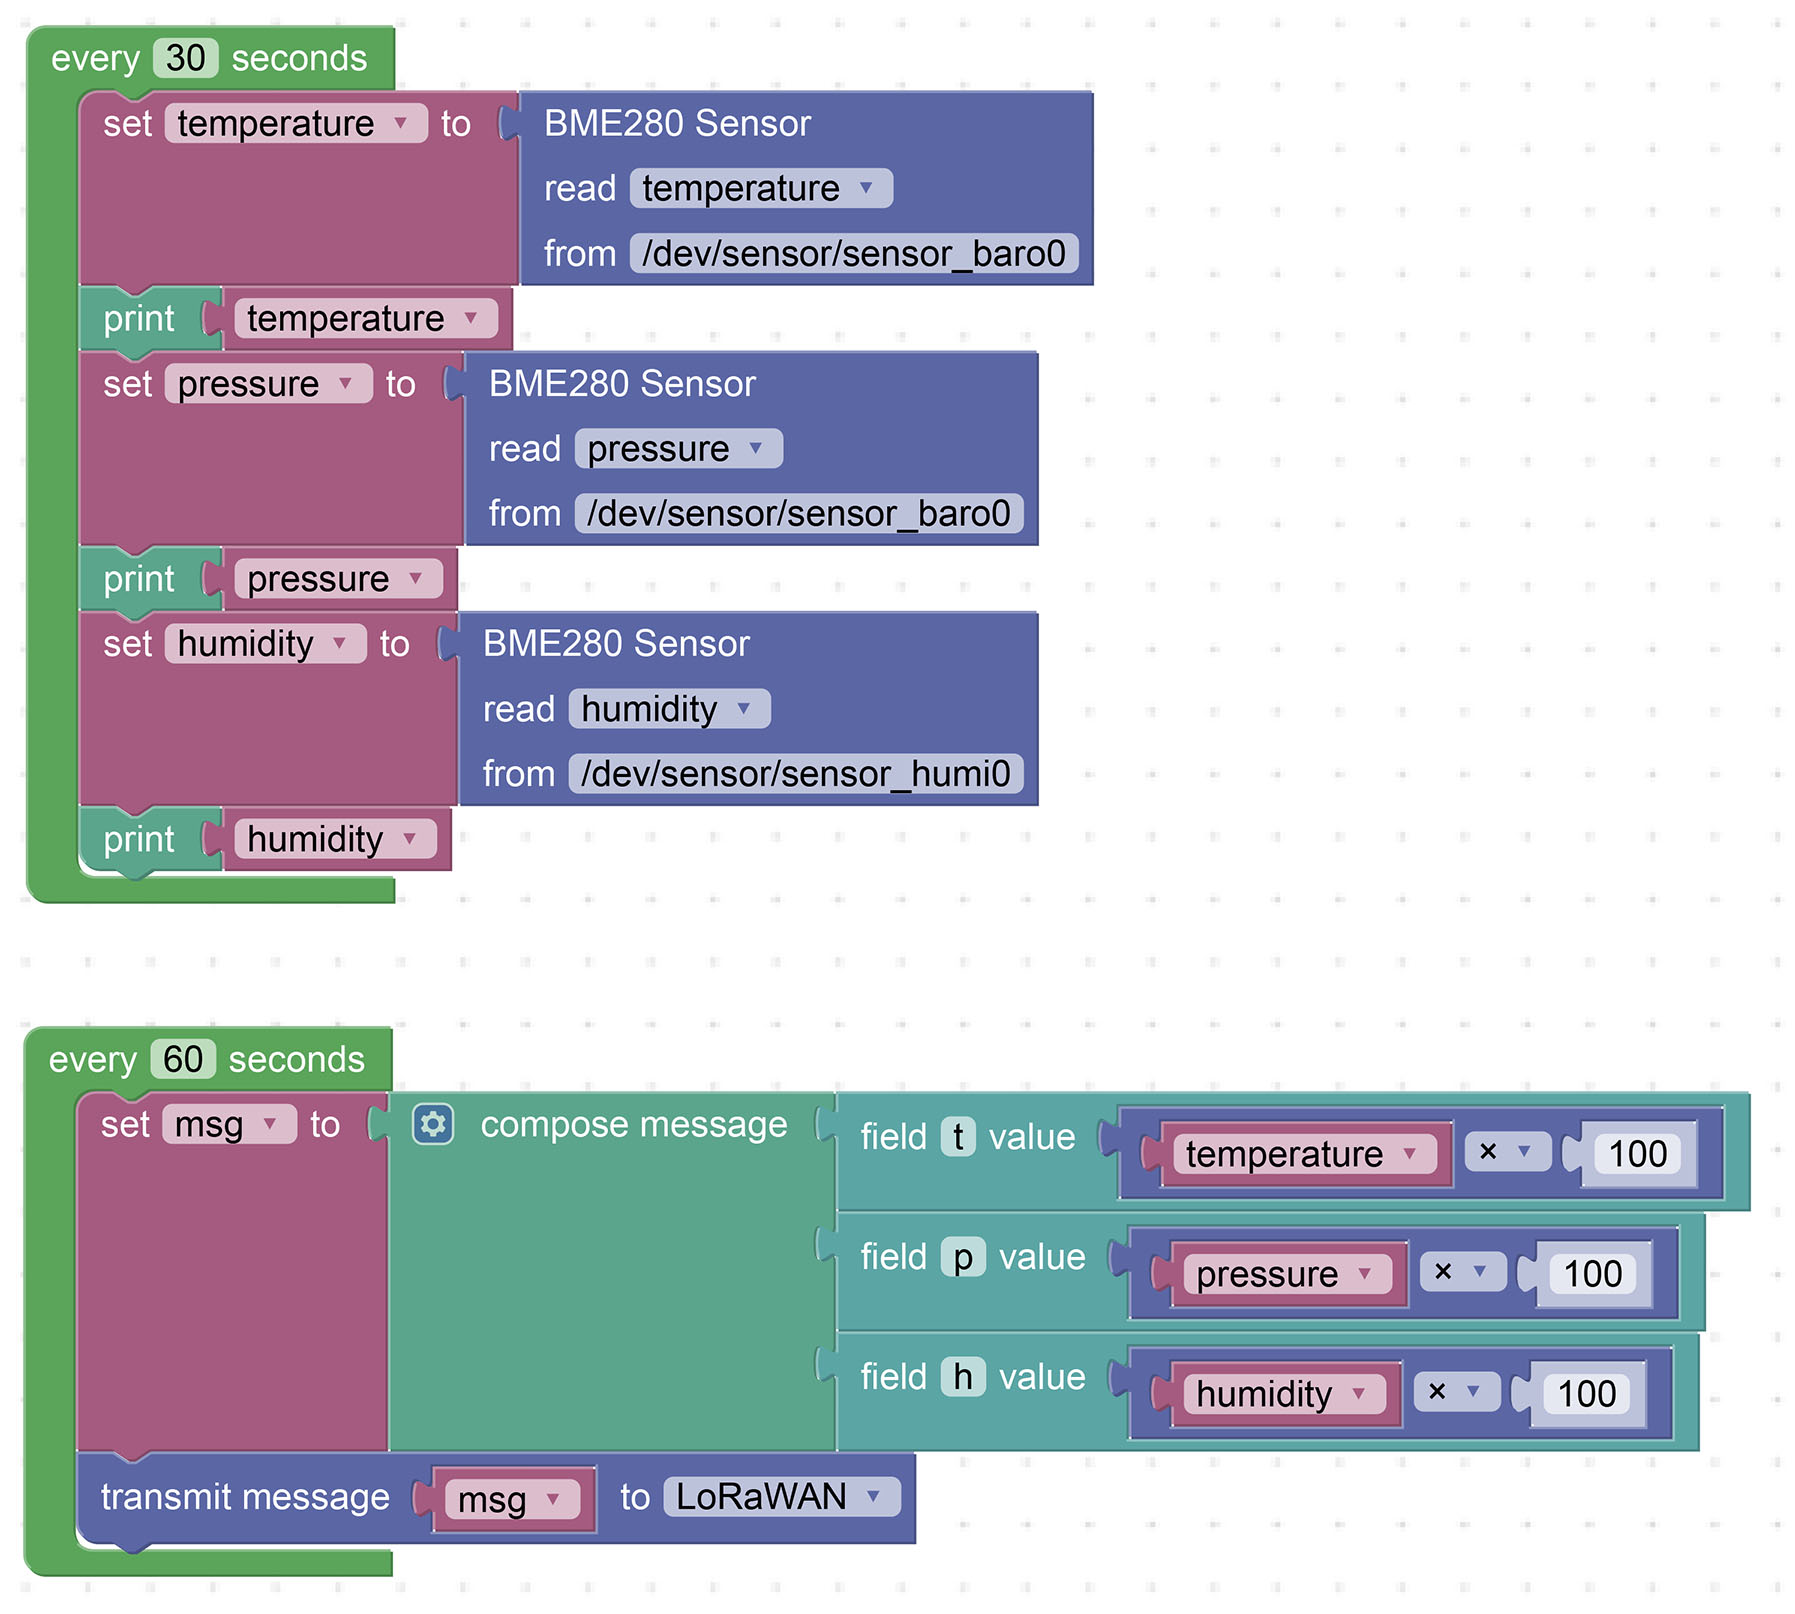 every 30 seconds
set temperature to BME280 Sensor
read temperature
from /dev/sensor/sensor_baro0
print temperature
set pressure to BME280 Sensor
read pressure
from /dev/sensor/sensor_baro0
print pressure
set humidity to BME280 Sensor
read humidity
from /dev/sensor/sensor_humi0
print humidity
every 60 seconds
set msg to compose message field t value temperature × 100
field p value pressure × 100
field h value humidity × 100
transmit message msg to LoRaWAN